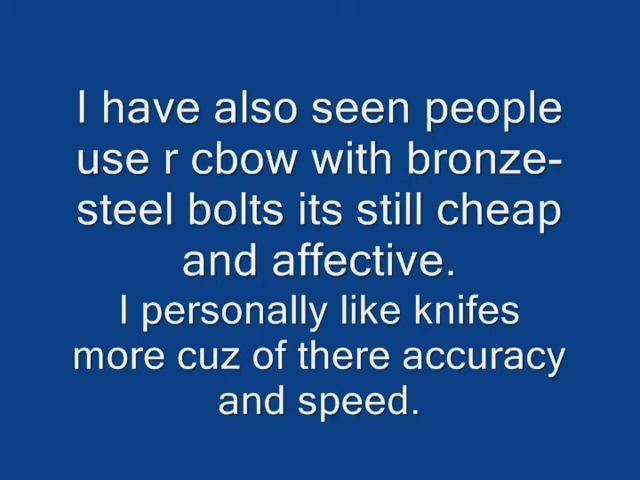 I have also seen people
use r cbow with bronze-
steel bolts its still cheap
and affective.
I personally like knifes
more cuz of there accuracy
and speed.